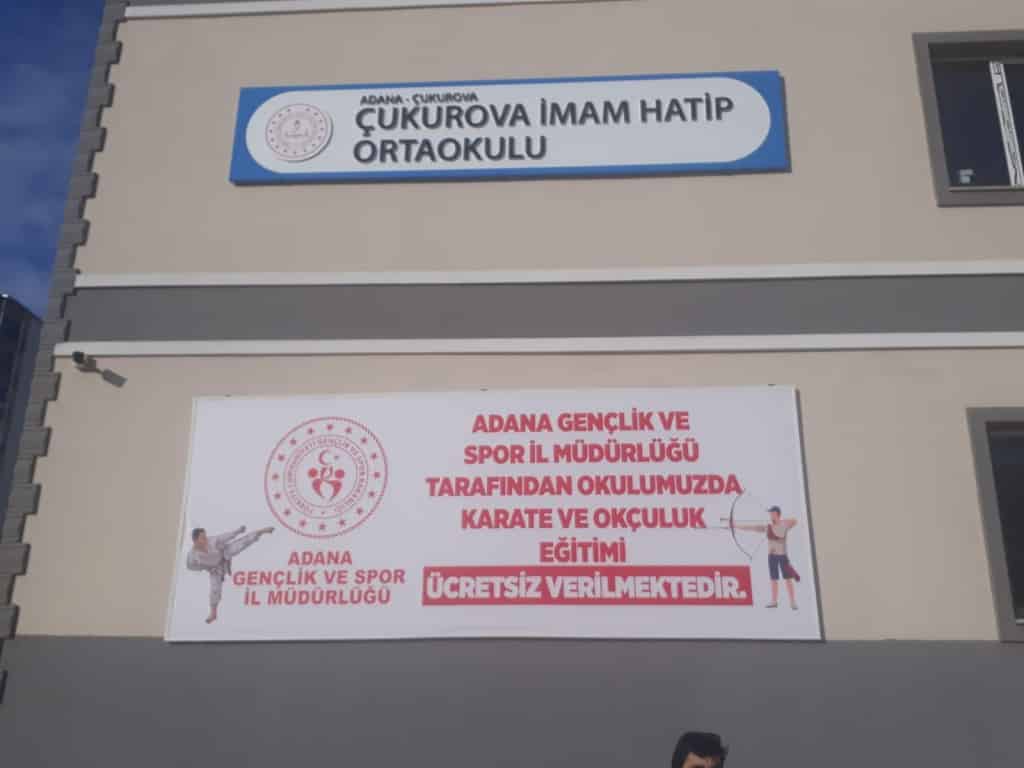 ADANA - ÇUKUROVA
ÇUKUROVA İMAM HATİP
ORTAOKULU
ADANA
GENÇLİK VE SPOR
İL MÜDÜRLÜĞÜ
ADANA GENÇLİK VE
SPOR İL MÜDÜRLÜĞÜ
TARAFINDAN OKULUMUZDA
KARATE VE OKÇULUK
EĞİTİMİ
ÜCRETSİZ VERİLMEKTEDİR.